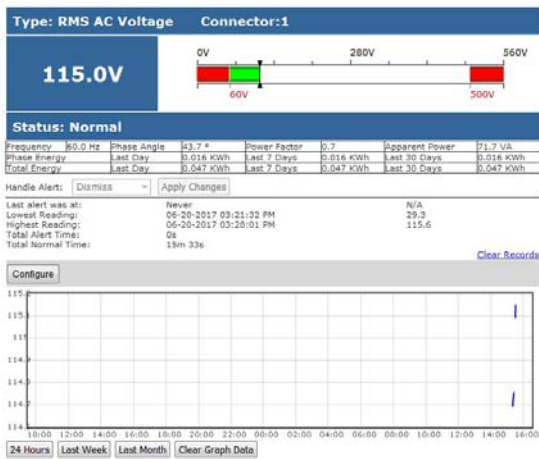 Type: RMS AC Voltage Connector:1
115.0V
0V 280V 560V
60V 500V
Status: Normal
Frequency 60.0 Hz Phase Angle 43.7 º Power Factor 0.7 Apparent Power 71.7 VA
Phase Energy Last Day 0.016 KWh Last 7 Days 0.016 KWh Last 30 Days 0.016 KWh
Total Energy Last Day 0.047 KWh Last 7 Days 0.047 KWh Last 30 Days 0.047 KWh
Handle Alert: Dismiss Apply Changes
Last alert was at: Never N/A
Lowest Reading: 06-20-2017 03:21:32 PM 29.3
Highest Reading: 06-20-2017 03:28:01 PM 115.6
Total Alert Time: 0s
Total Normal Time: 15m 33s
Clear Records
Configure
115.2
115.1
115
114.9
114.8
114.7
10:00 12:00 14:00 16:00 18:00 20:00 22:00 00:00 02:00 04:00 06:00 08:00 10:00 12:00 14:00 16:00
24 Hours Last Week Last Month Clear Graph Data